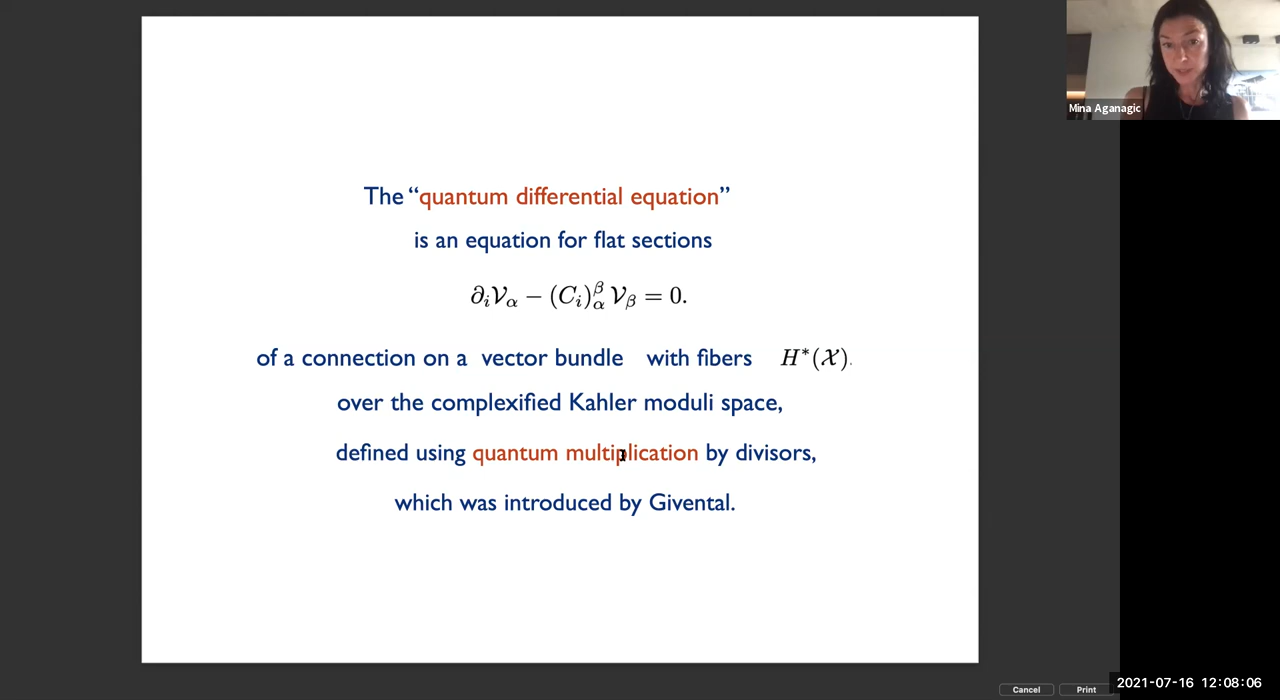 Mina Aganagic
The “quantum differential equation”
is an equation for flat sections
∂ᵢ𝒱_α − (Cᵢ)_α^β 𝒱_β = 0.
of a connection on a vector bundle with fibers H*(𝒳).
over the complexified Kahler moduli space,
defined using quantum multiplication by divisors,
which was introduced by Givental.
Cancel Print 2021-07-16 12:08:06